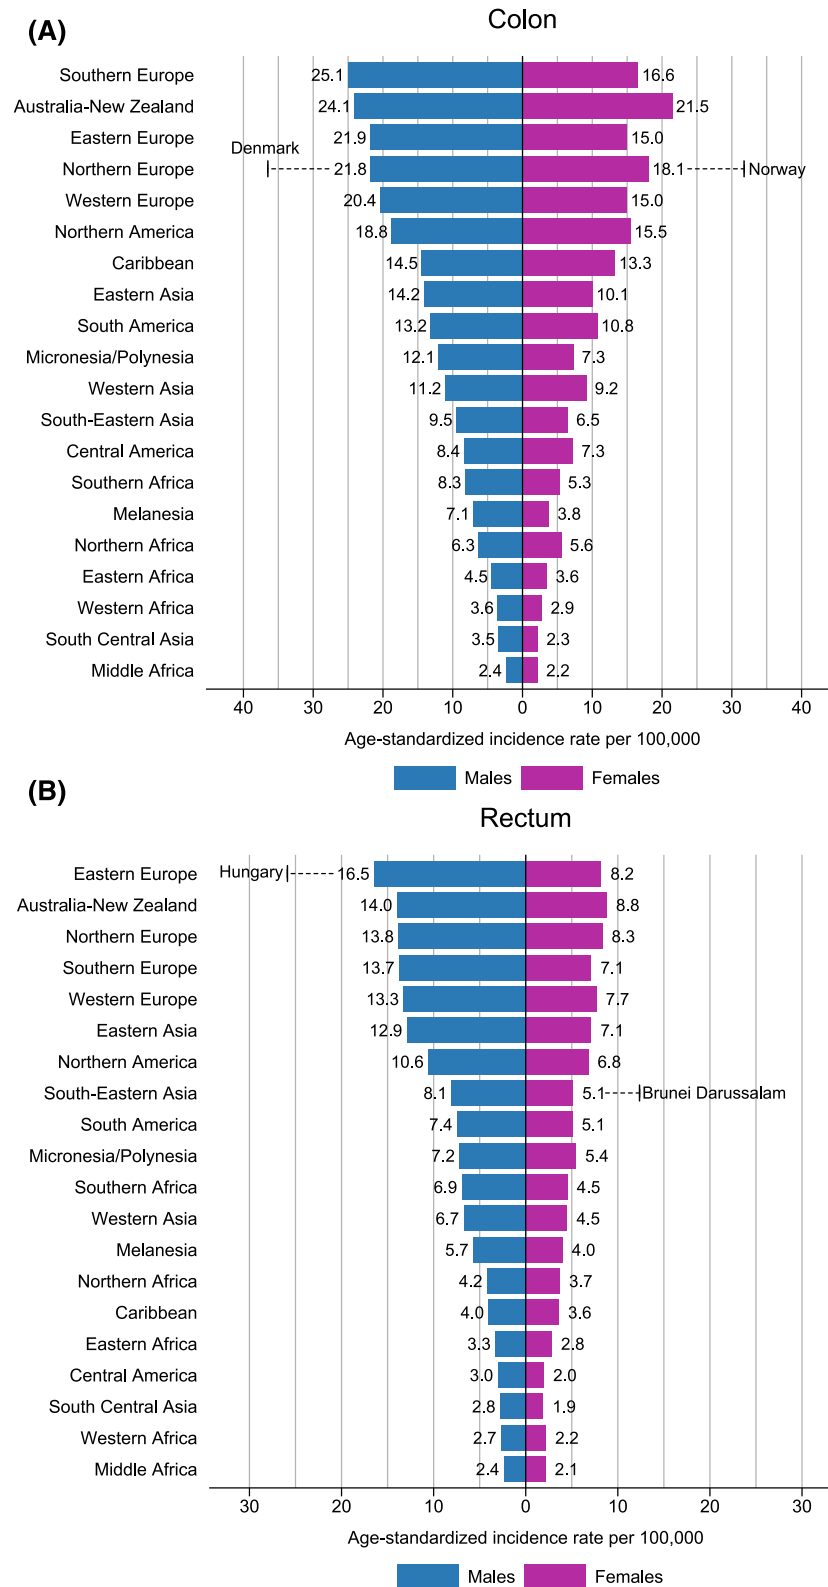 (A)
Colon
Southern Europe 25.1 16.6
Australia-New Zealand 24.1 21.5
Eastern Europe 21.9 15.0
Denmark
Northern Europe 21.8 18.1 Norway
Western Europe 20.4 15.0
Northern America 18.8 15.5
Caribbean 14.5 13.3
Eastern Asia 14.2 10.1
South America 13.2 10.8
Micronesia/Polynesia 12.1 7.3
Western Asia 11.2 9.2
South-Eastern Asia 9.5 6.5
Central America 8.4 7.3
Southern Africa 8.3 5.3
Melanesia 7.1 3.8
Northern Africa 6.3 5.6
Eastern Africa 4.5 3.6
Western Africa 3.6 2.9
South Central Asia 3.5 2.3
Middle Africa 2.4 2.2
40 30 20 10 0 10 20 30 40
Age-standardized incidence rate per 100,000
Males Females
(B)
Rectum
Eastern Europe Hungary 16.5 8.2
Australia-New Zealand 14.0 8.8
Northern Europe 13.8 8.3
Southern Europe 13.7 7.1
Western Europe 13.3 7.7
Eastern Asia 12.9 7.1
Northern America 10.6 6.8
South-Eastern Asia 8.1 5.1 Brunei Darussalam
South America 7.4 5.1
Micronesia/Polynesia 7.2 5.4
Southern Africa 6.9 4.5
Western Asia 6.7 4.5
Melanesia 5.7 4.0
Northern Africa 4.2 3.7
Caribbean 4.0 3.6
Eastern Africa 3.3 2.8
Central America 3.0 2.0
South Central Asia 2.8 1.9
Western Africa 2.7 2.2
Middle Africa 2.4 2.1
30 20 10 0 10 20 30
Age-standardized incidence rate per 100,000
Males Females